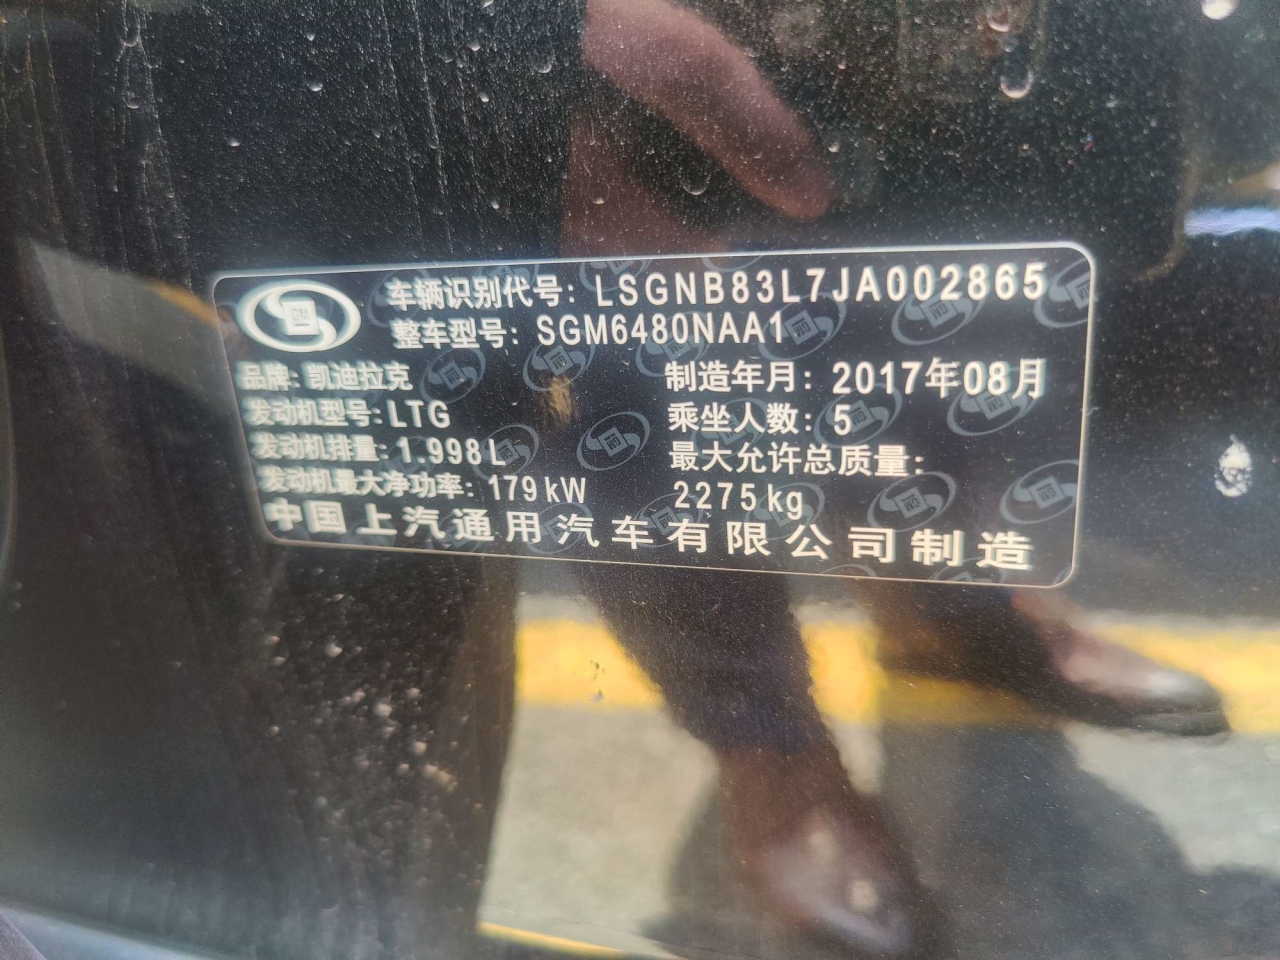 车辆识别代号: LSGNB83L7JA002865
整车型号: SGM6480NAA1
品牌: 凯迪拉克
制造年月: 2017年08月
发动机型号: LTG
乘坐人数: 5
发动机排量: 1.998L
最大允许总质量:
2275kg
发动机最大净功率: 179kW
中国上汽通用汽车有限公司制造
GM